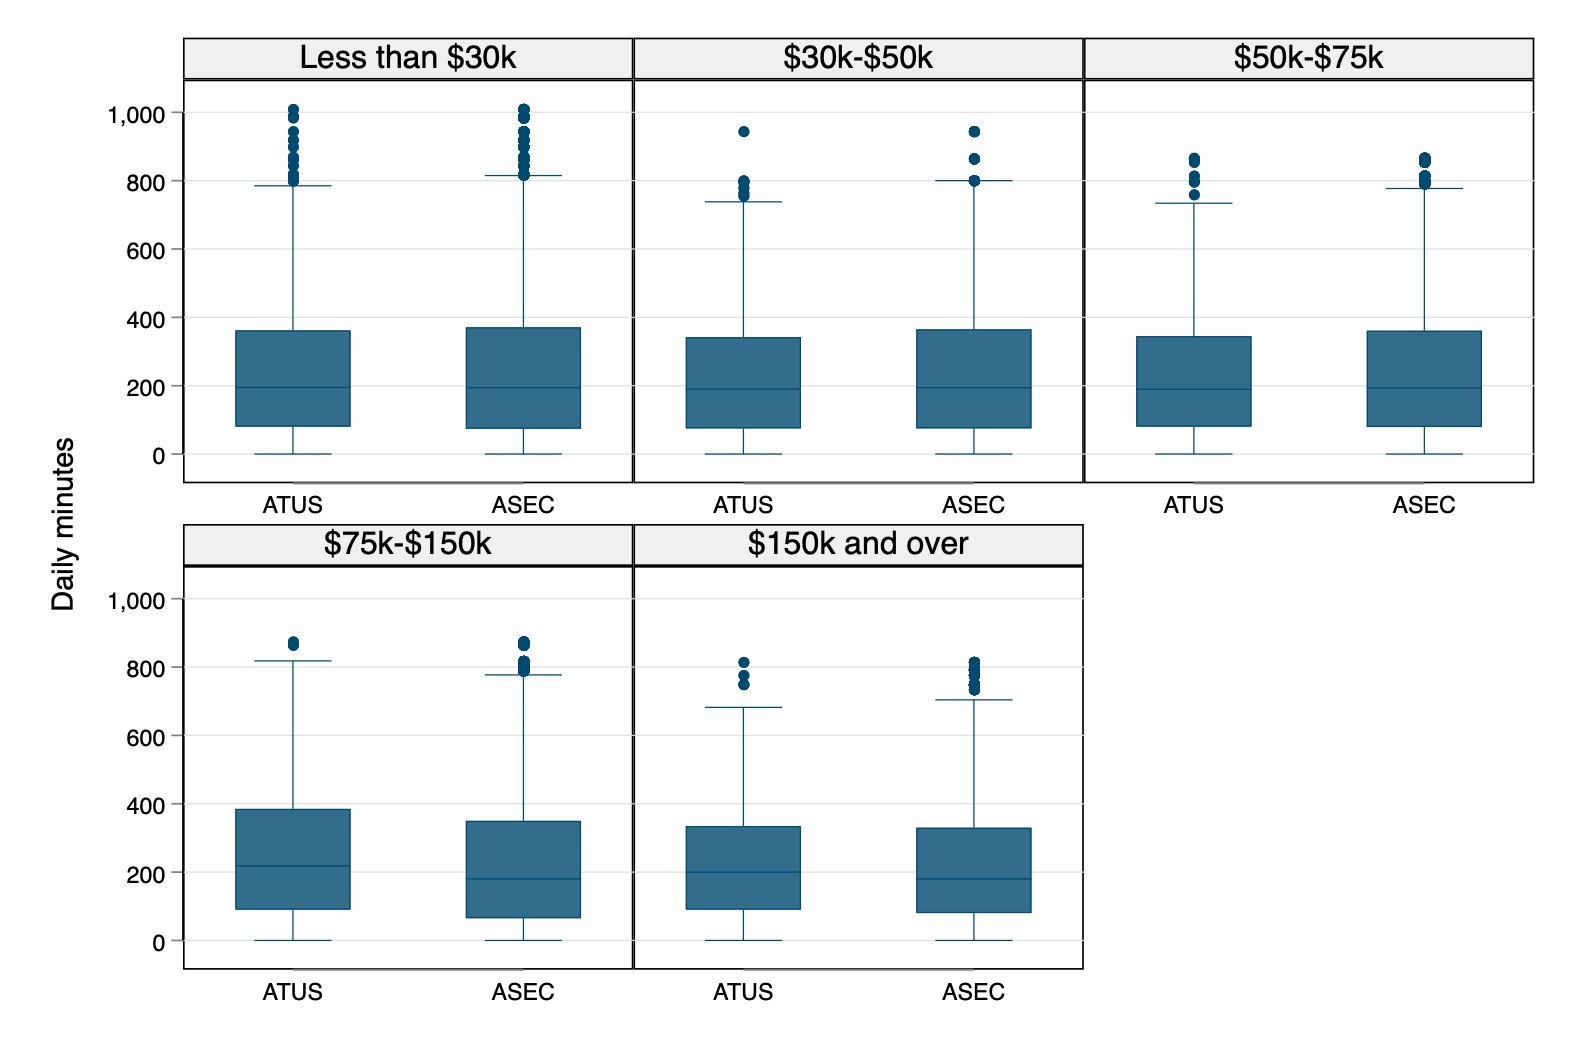 Less than $30k
$30k-$50k
$50k-$75k
1,000
800
600
400
200
0
ATUS
ASEC
ATUS
ASEC
ATUS
ASEC
Daily minutes
$75k-$150k
$150k and over
1,000
800
600
400
200
0
ATUS
ASEC
ATUS
ASEC